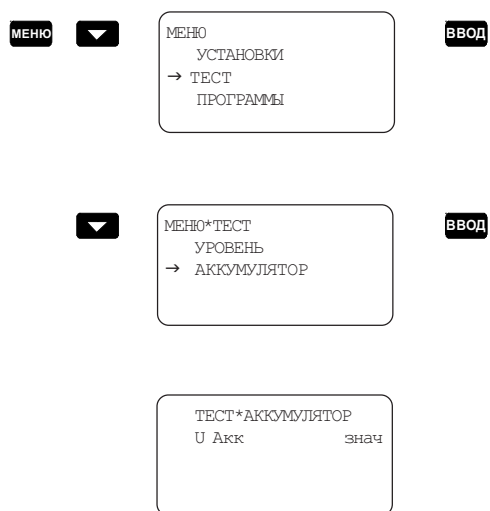 МЕНЮ
МЕНЮ
ВВОД
УСТАНОВКИ
→ ТЕСТ
ПРОГРАММЫ
МЕНЮ*ТЕСТ
ВВОД
УРОВЕНЬ
→ АККУМУЛЯТОР
ТЕСТ*АККУМУЛЯТОР
U Акк знач